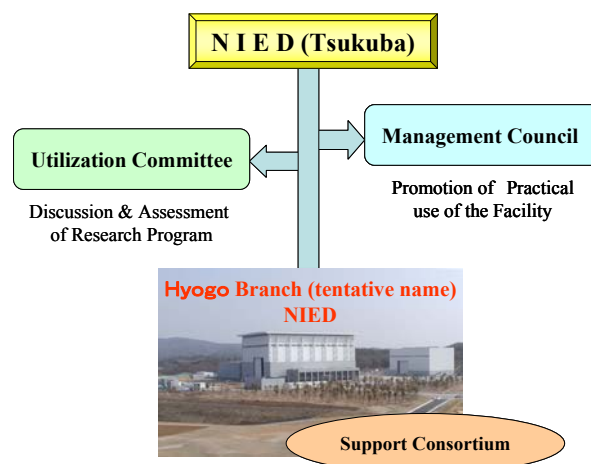 N I E D (Tsukuba)
Utilization Committee
Management Council
Discussion & Assessment
of Research Program
Promotion of Practical
use of the Facility
Hyogo Branch (tentative name)
NIED
Support Consortium